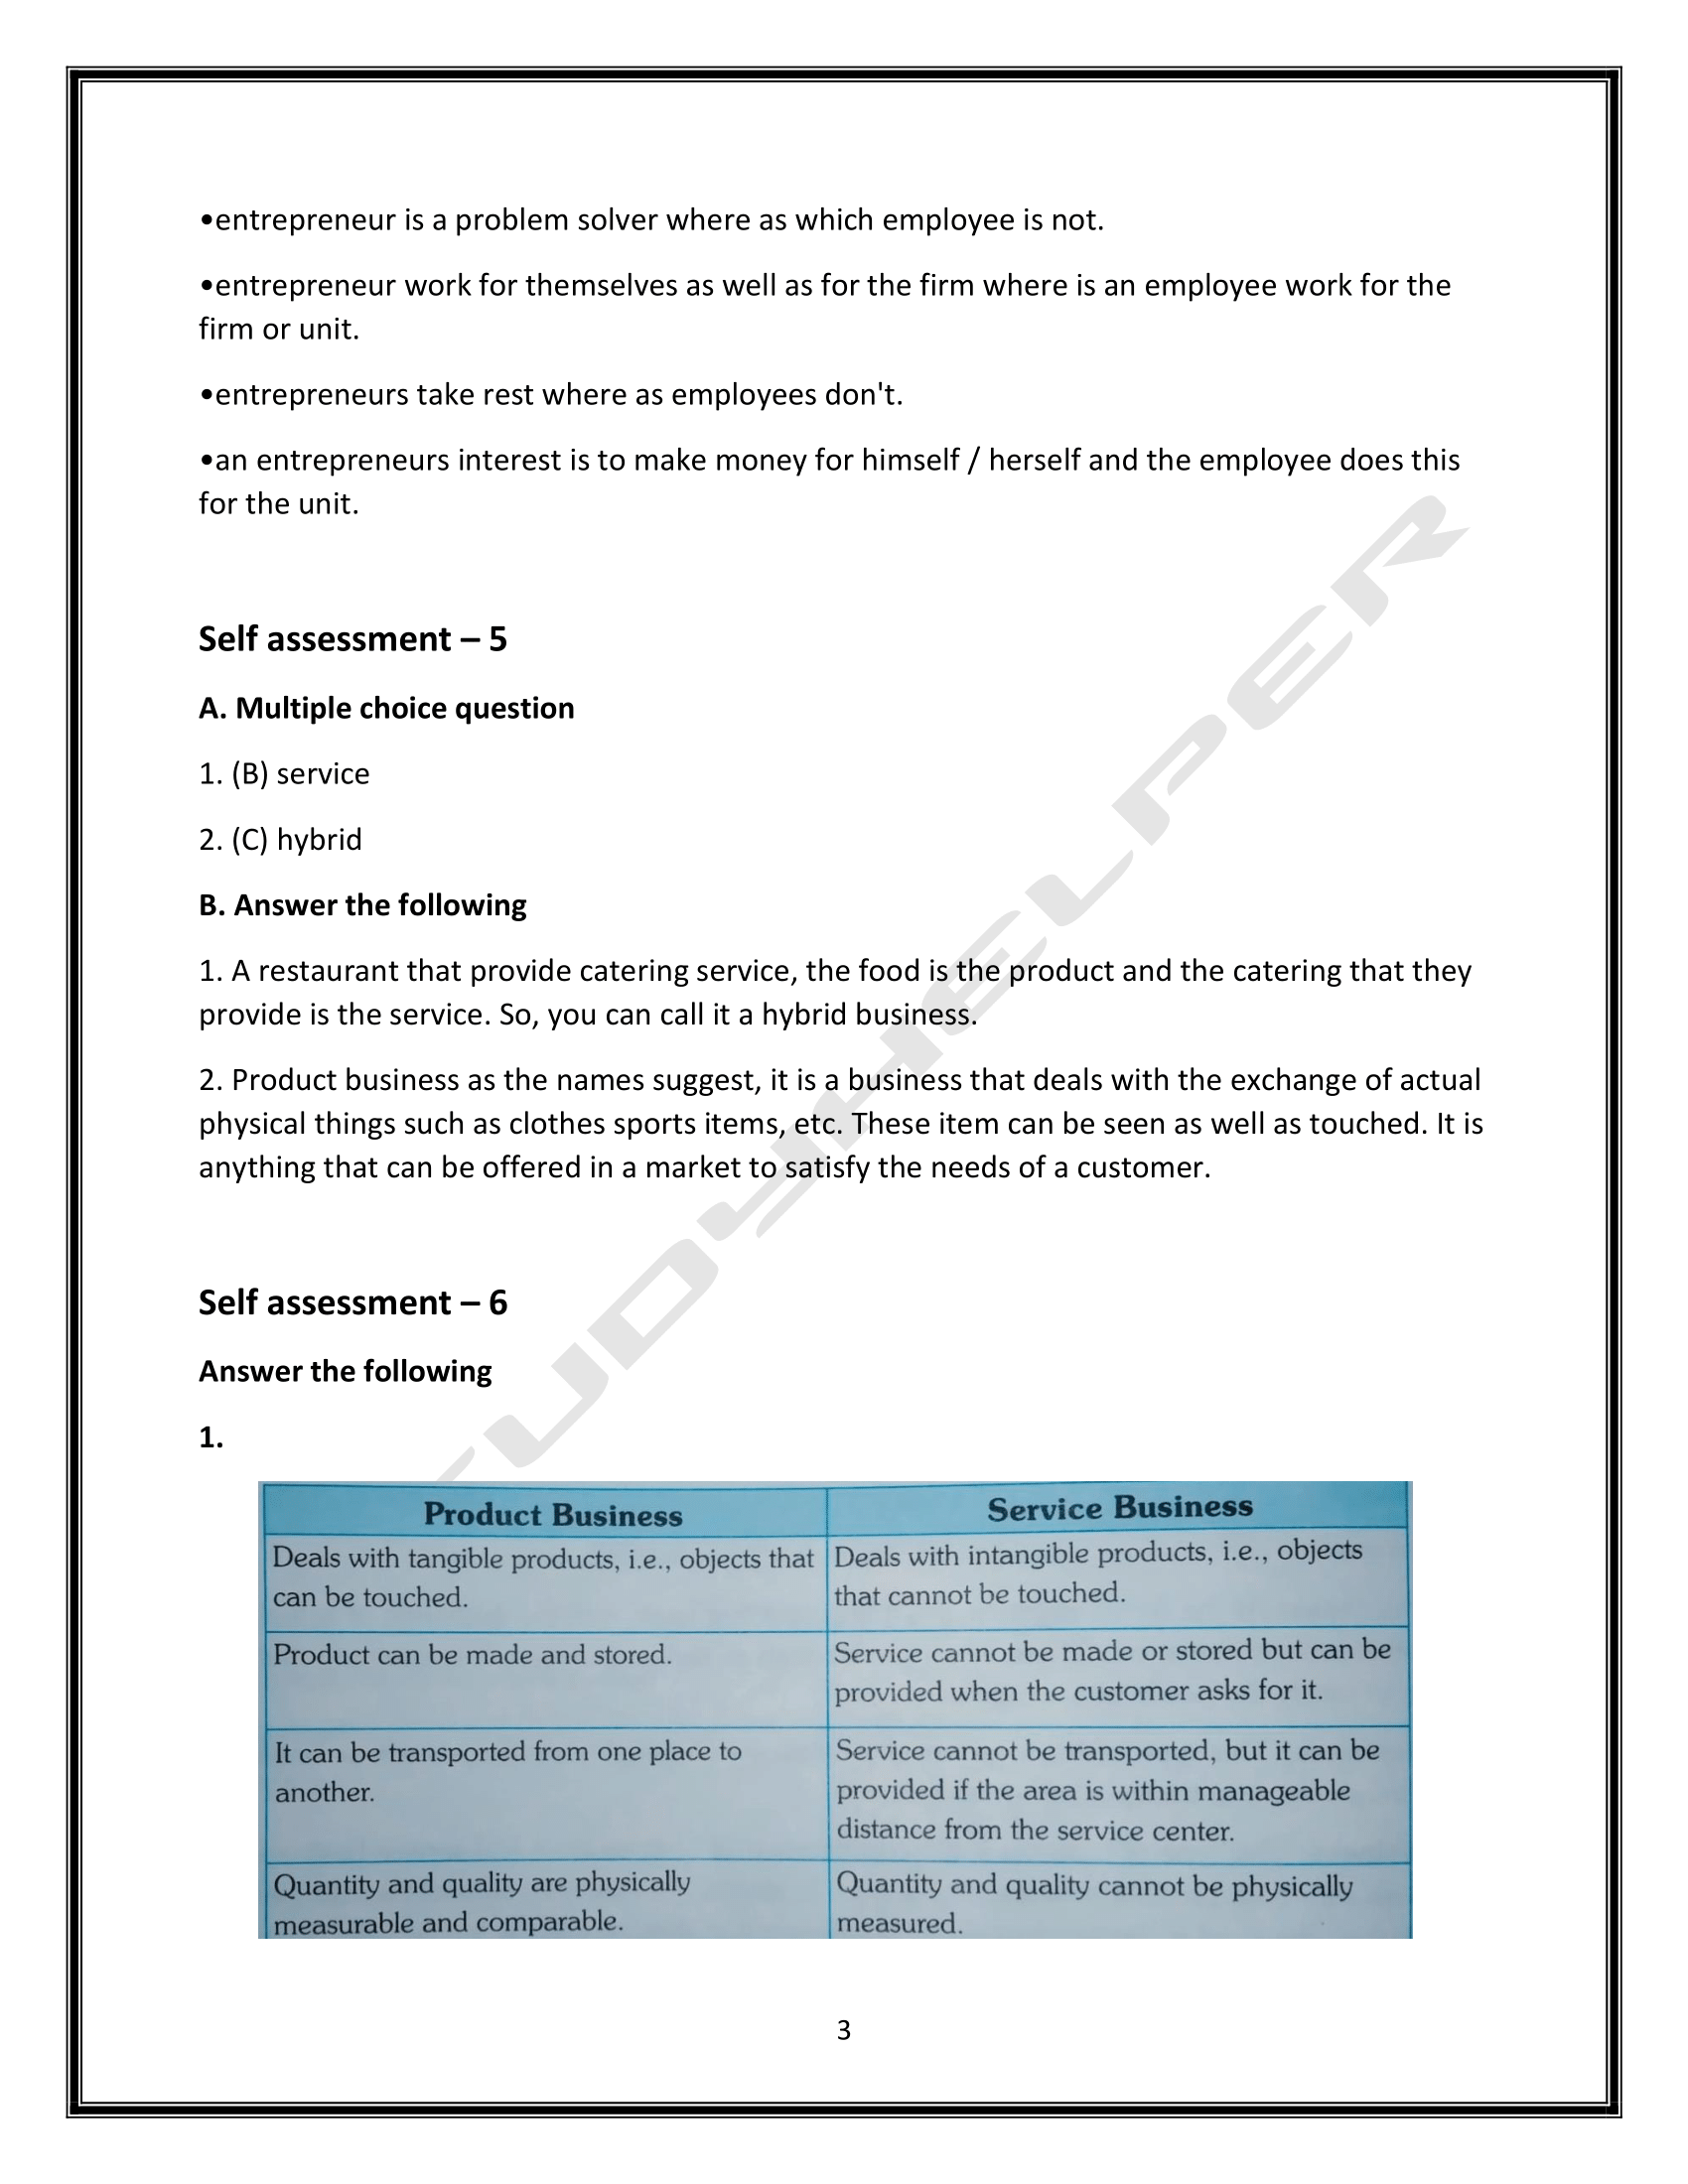 •entrepreneur is a problem solver where as which employee is not.
•entrepreneur work for themselves as well as for the firm where is an employee work for the
firm or unit.
•entrepreneurs take rest where as employees don't.
•an entrepreneurs interest is to make money for himself / herself and the employee does this
for the unit.
Self assessment – 5
A. Multiple choice question
1. (B) service
2. (C) hybrid
B. Answer the following
1. A restaurant that provide catering service, the food is the product and the catering that they
provide is the service. So, you can call it a hybrid business.
2. Product business as the names suggest, it is a business that deals with the exchange of actual
physical things such as clothes sports items, etc. These item can be seen as well as touched. It is
anything that can be offered in a market to satisfy the needs of a customer.
Self assessment – 6
Answer the following
1.
Product Business
Service Business
Deals with tangible products, i.e., objects that
can be touched.
Deals with intangible products, i.e., objects
that cannot be touched.
Product can be made and stored.
Service cannot be made or stored but can be
provided when the customer asks for it.
It can be transported from one place to
another.
Service cannot be transported, but it can be
provided if the area is within manageable
distance from the service center.
Quantity and quality are physically
measurable and comparable.
Quantity and quality cannot be physically
measured.
3
TUDYHELPER